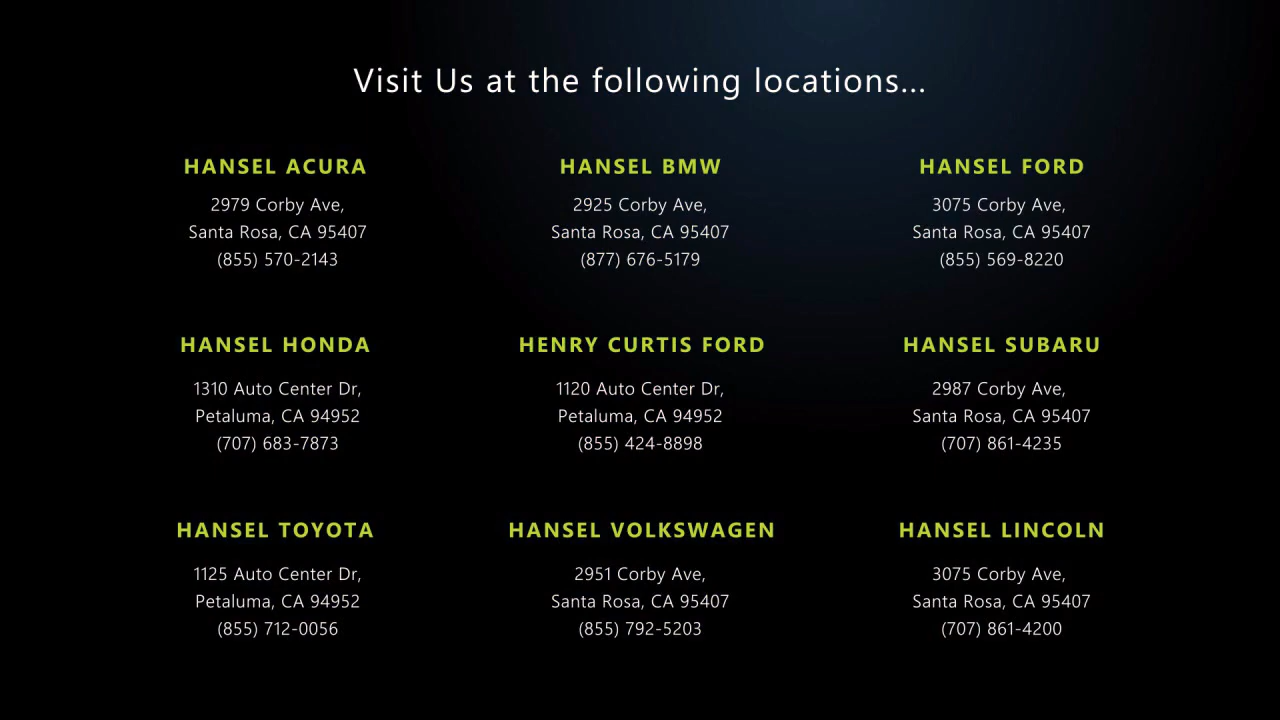 Visit Us at the following locations...
HANSEL ACURA
2979 Corby Ave,
Santa Rosa, CA 95407
(855) 570-2143
HANSEL BMW
2925 Corby Ave,
Santa Rosa, CA 95407
(877) 676-5179
HANSEL FORD
3075 Corby Ave,
Santa Rosa, CA 95407
(855) 569-8220
HANSEL HONDA
1310 Auto Center Dr,
Petaluma, CA 94952
(707) 683-7873
HENRY CURTIS FORD
1120 Auto Center Dr,
Petaluma, CA 94952
(855) 424-8898
HANSEL SUBARU
2987 Corby Ave,
Santa Rosa, CA 95407
(707) 861-4235
HANSEL TOYOTA
1125 Auto Center Dr,
Petaluma, CA 94952
(855) 712-0056
HANSEL VOLKSWAGEN
2951 Corby Ave,
Santa Rosa, CA 95407
(855) 792-5203
HANSEL LINCOLN
3075 Corby Ave,
Santa Rosa, CA 95407
(707) 861-4200